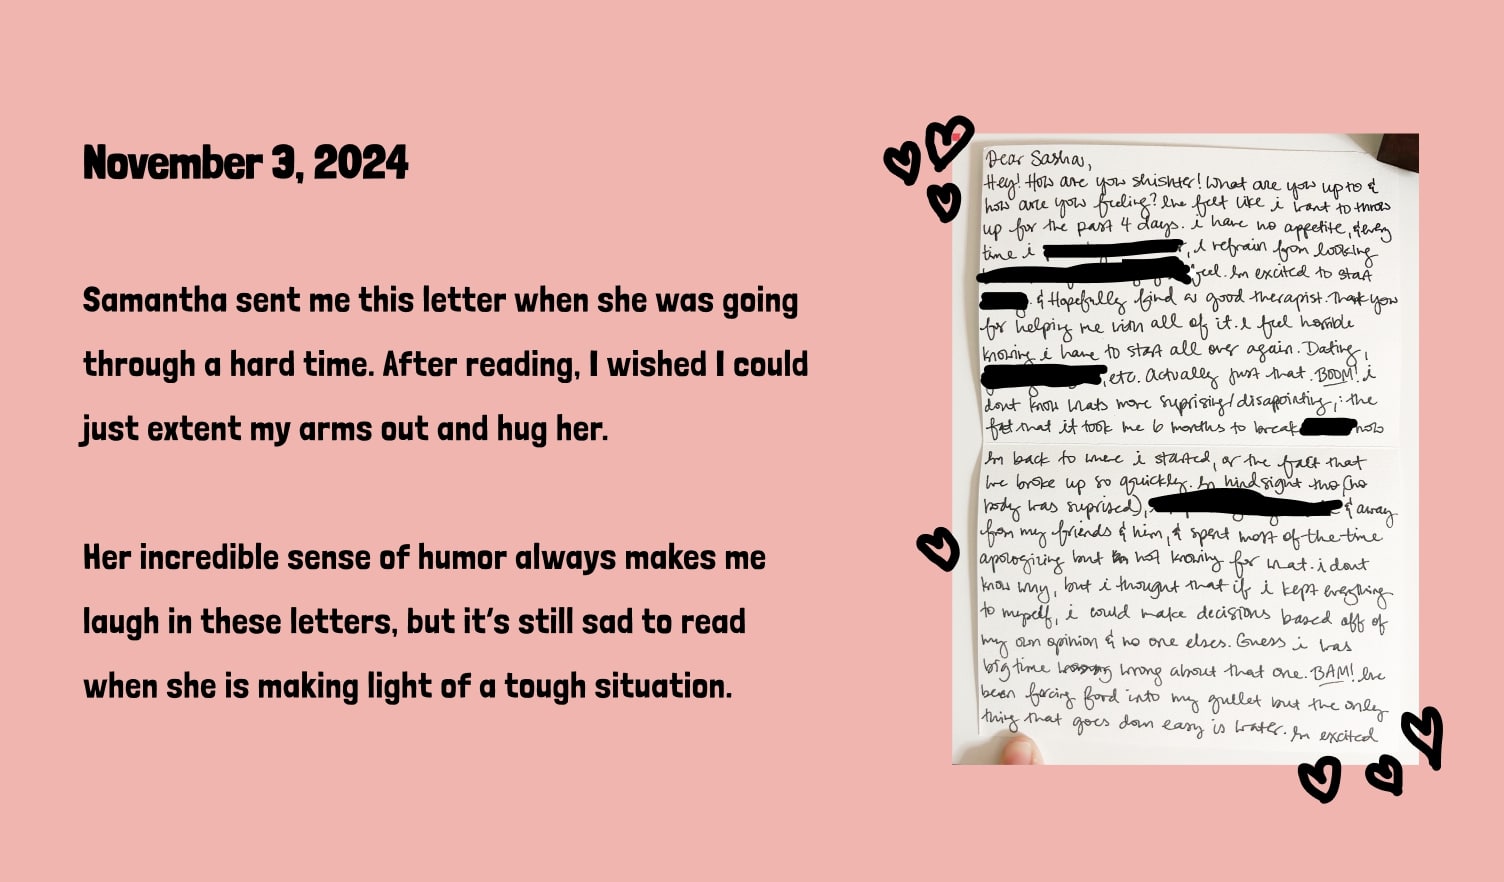 November 3, 2024
Samantha sent me this letter when she was going
through a hard time. After reading, I wished I could
just extent my arms out and hug her.
Her incredible sense of humor always makes me
laugh in these letters, but it's still sad to read
when she is making light of a tough situation.
Dear Sasha,
Hey! How are you shishter! What are you up to &
how are you feeling? Ive felt like i want to throw
up for the past 4 days. i have no appetite, & every
time i , i refrain from looking
feel. Im excited to start
& Hopefully find a good therapist. Thank you
for helping me with all of it. I feel horrible
knowing i have to start all over again. Dating,
, etc. Actually just that. BOOM! i
dont know whats more suprising/disapointing,: the
fact that it took me 6 months to break now
Im back to where i started, or the fact that
we broke up so quickly. In hindsight tho (no
body was suprised), & away
from my friends & him, & spent most of the time
apologizing but not knowing for what. i dont
know why, but i thought that if i kept everything
to myself, i could make decisions based off of
my own opinion & no one elses. Guess i was
big time wrong about that one. BAM! Ive
been forcing food into my gullet but the only
thing that goes down easy is water. Im excited